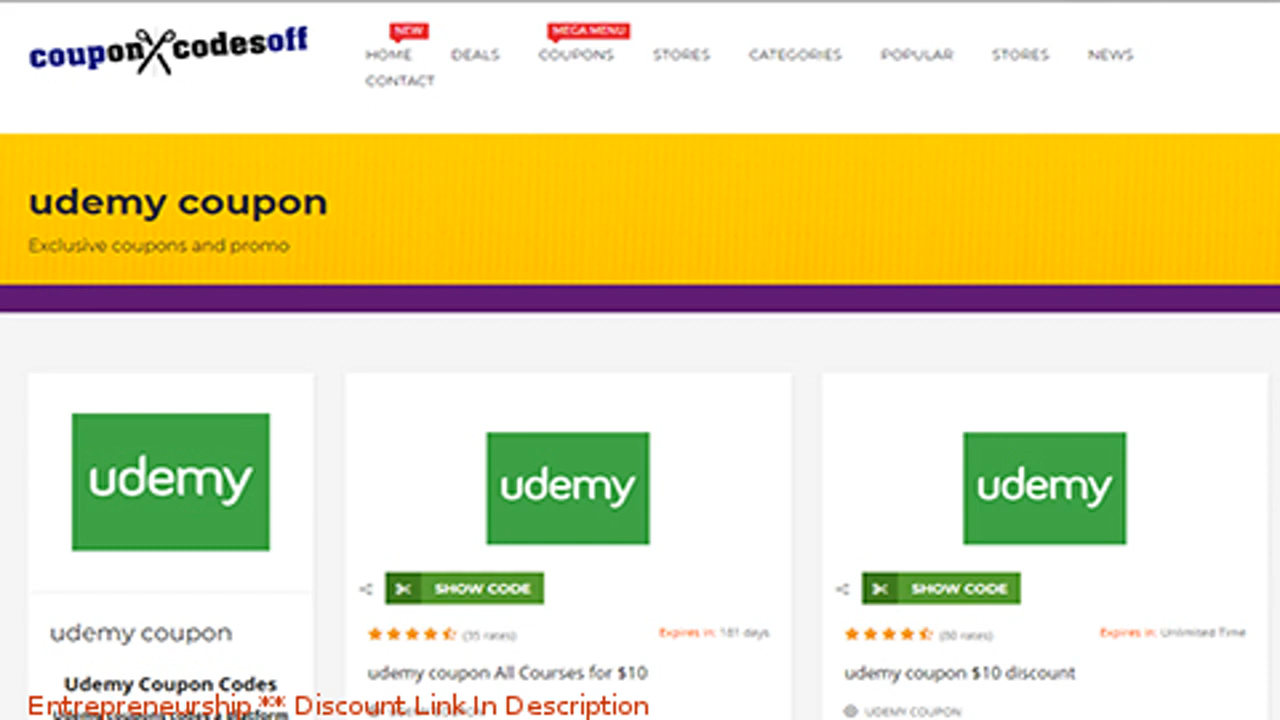 couponcodesoff
NEW
MEGA MENU
HOME DEALS COUPONS STORES CATEGORIES POPULAR STORES NEWS
CONTACT
udemy coupon
Exclusive coupons and promo
udemy
udemy
udemy
SHOW CODE
SHOW CODE
(35 rates)
Expires in: 181 days
(80 rates)
Expires in: Unlimited Time
udemy coupon
udemy coupon All Courses for $10
udemy coupon $10 discount
Udemy Coupon Codes
Entrepreneurship ** Discount Link In Description
UDEMY COUPON